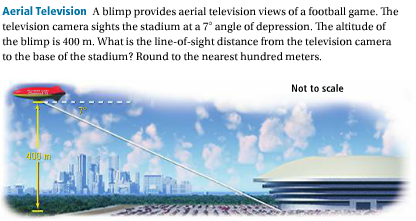 Aerial Television A blimp provides aerial television views of a football game. The
television camera sights the stadium at a 7° angle of depression. The altitude of
the blimp is 400 m. What is the line-of-sight distance from the television camera
to the base of the stadium? Round to the nearest hundred meters.
Not to scale
7°
400 m